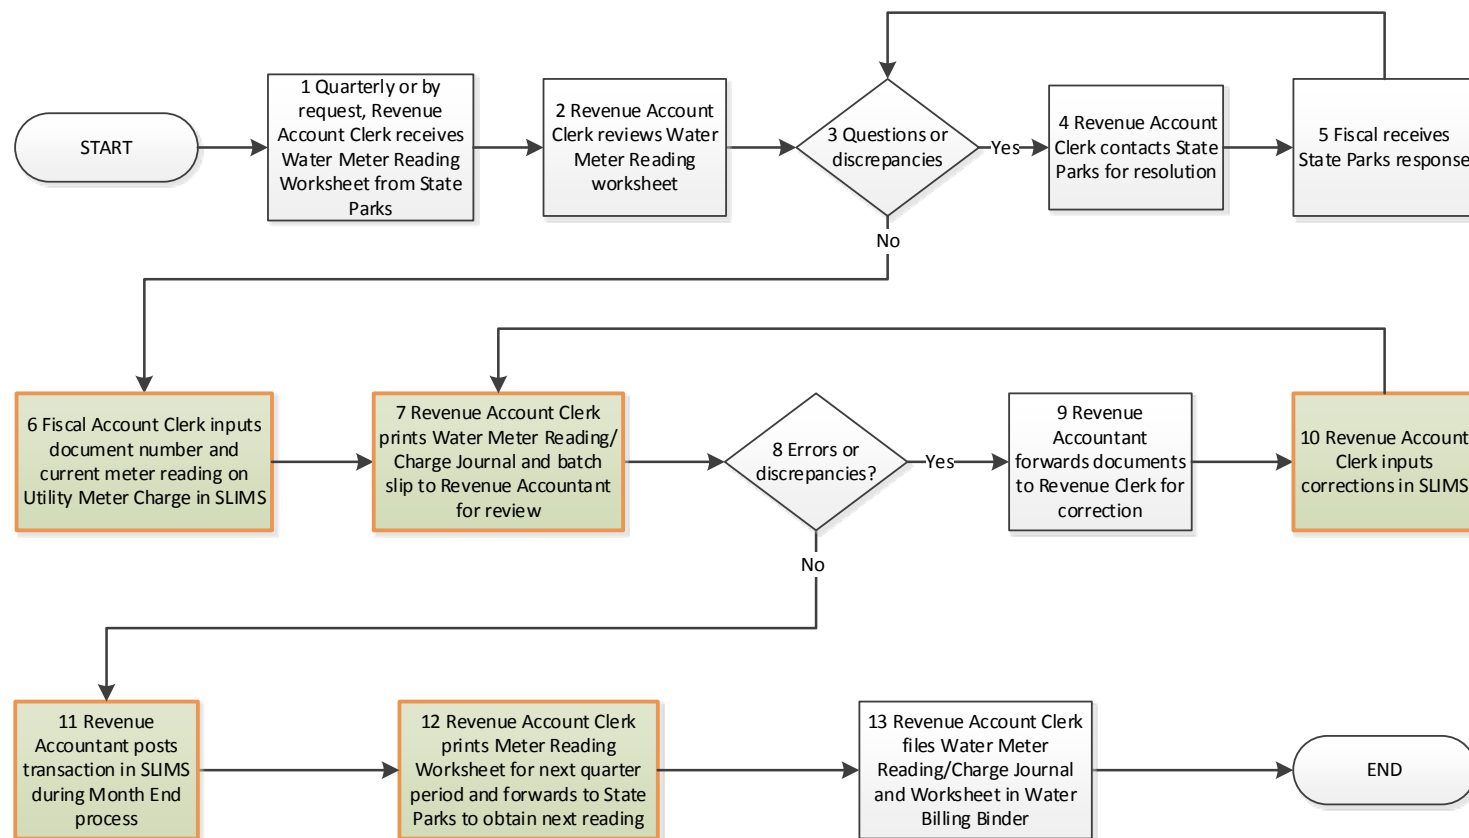 START
1 Quarterly or by
request, Revenue
Account Clerk receives
Water Meter Reading
Worksheet from State
Parks
2 Revenue Account
Clerk reviews Water
Meter Reading
worksheet
3 Questions or
discrepancies
Yes
4 Revenue Account
Clerk contacts State
Parks for resolution
5 Fiscal receives
State Parks response
No
6 Fiscal Account Clerk inputs
document number and
current meter reading on
Utility Meter Charge in SLIMS
7 Revenue Account Clerk
prints Water Meter Reading/
Charge Journal and batch
slip to Revenue Accountant
for review
8 Errors or
discrepancies?
Yes
9 Revenue
Accountant
forwards documents
to Revenue Clerk for
correction
10 Revenue Account
Clerk inputs
corrections in SLIMS
No
11 Revenue
Accountant posts
transaction in SLIMS
during Month End
process
12 Revenue Account Clerk
prints Meter Reading
Worksheet for next quarter
period and forwards to State
Parks to obtain next reading
13 Revenue Account Clerk
files Water Meter
Reading/Charge Journal
and Worksheet in Water
Billing Binder
END